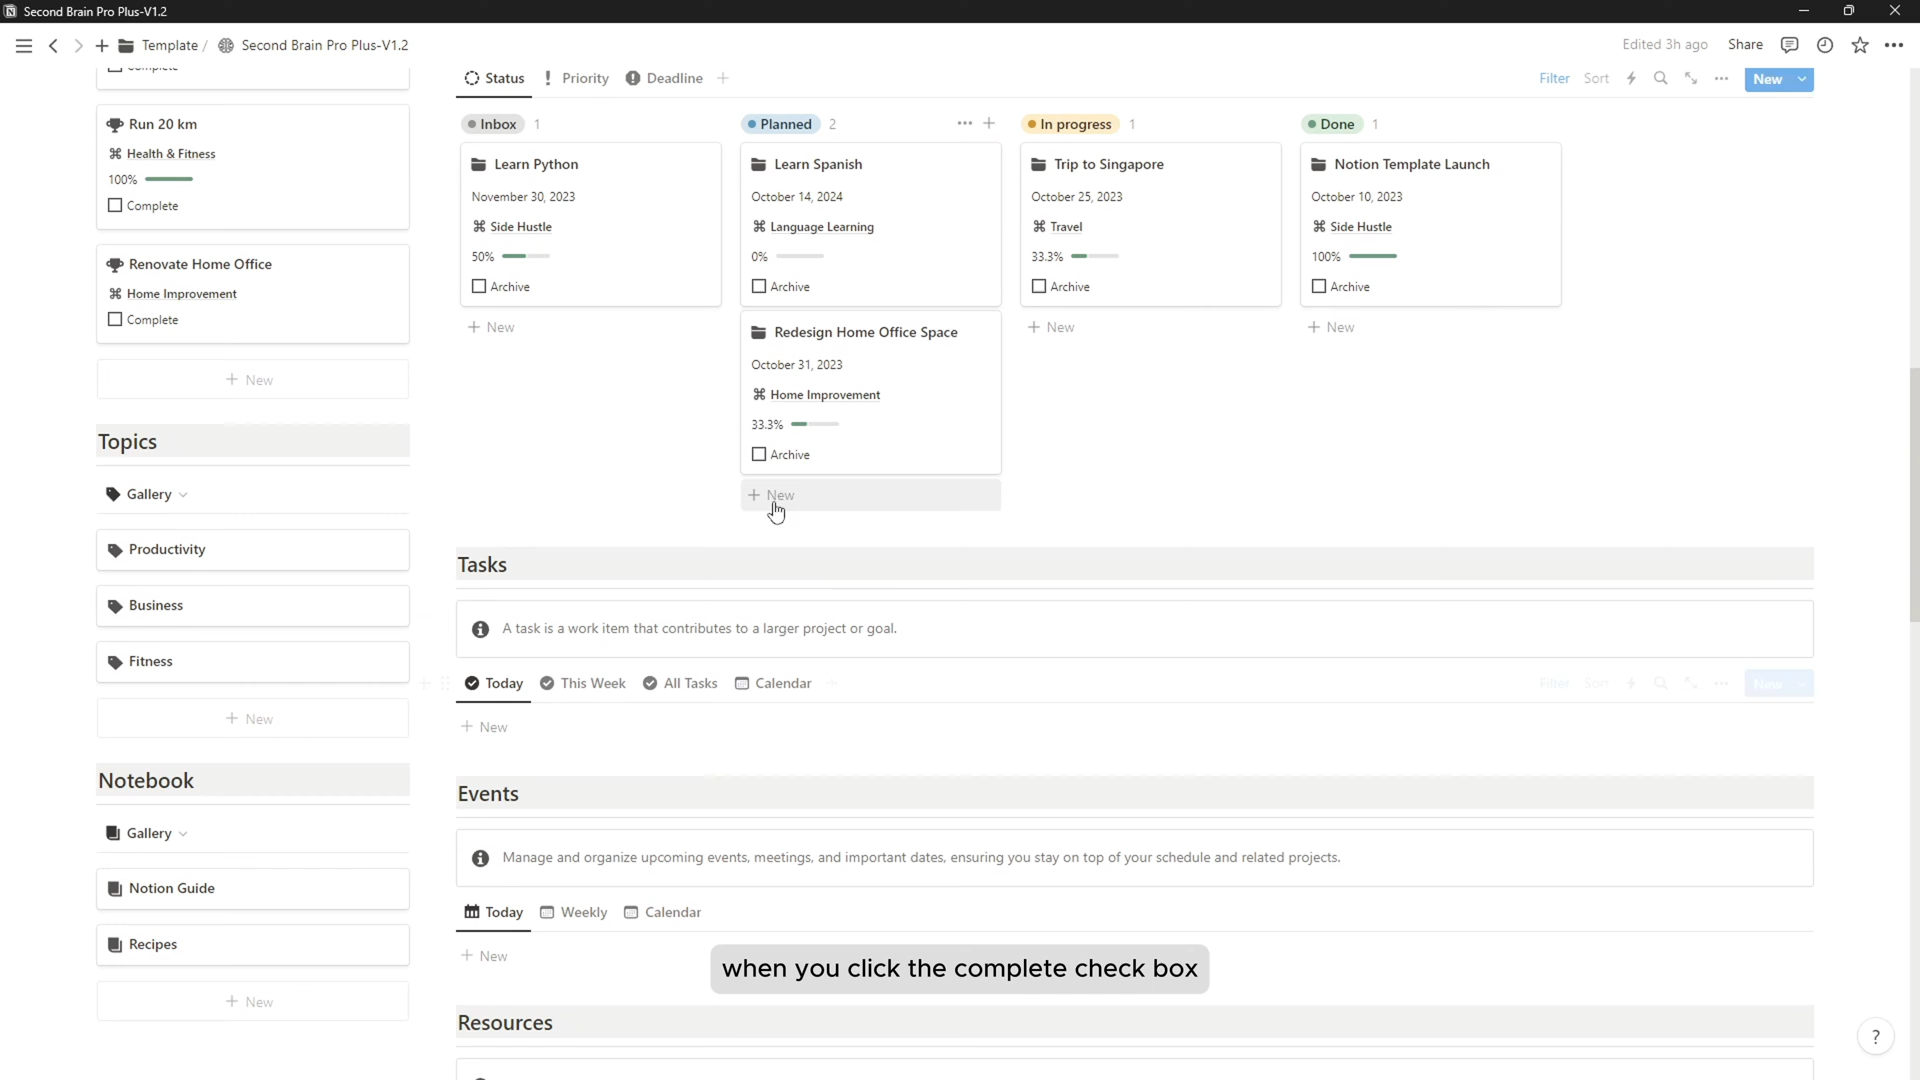 Second Brain Pro Plus-V1.2
Template / Second Brain Pro Plus-V1.2
Edited 3h ago Share
Complete
Run 20 km
Health & Fitness
100%
Complete
Renovate Home Office
Home Improvement
Complete
+ New
Topics
Gallery
Productivity
Business
Fitness
+ New
Notebook
Gallery
Notion Guide
Recipes
+ New
Status Priority Deadline +
Filter Sort New
Inbox 1
Learn Python
November 30, 2023
Side Hustle
50%
Archive
+ New
Planned 2
Learn Spanish
October 14, 2024
Language Learning
0%
Archive
Redesign Home Office Space
October 31, 2023
Home Improvement
33.3%
Archive
+ New
In progress 1
Trip to Singapore
October 25, 2023
Travel
33.3%
Archive
+ New
Done 1
Notion Template Launch
October 10, 2023
Side Hustle
100%
Archive
+ New
Tasks
A task is a work item that contributes to a larger project or goal.
Today This Week All Tasks Calendar +
Filter Sort New
+ New
Events
Manage and organize upcoming events, meetings, and important dates, ensuring you stay on top of your schedule and related projects.
Today Weekly Calendar
+ New
when you click the complete check box
Resources
?